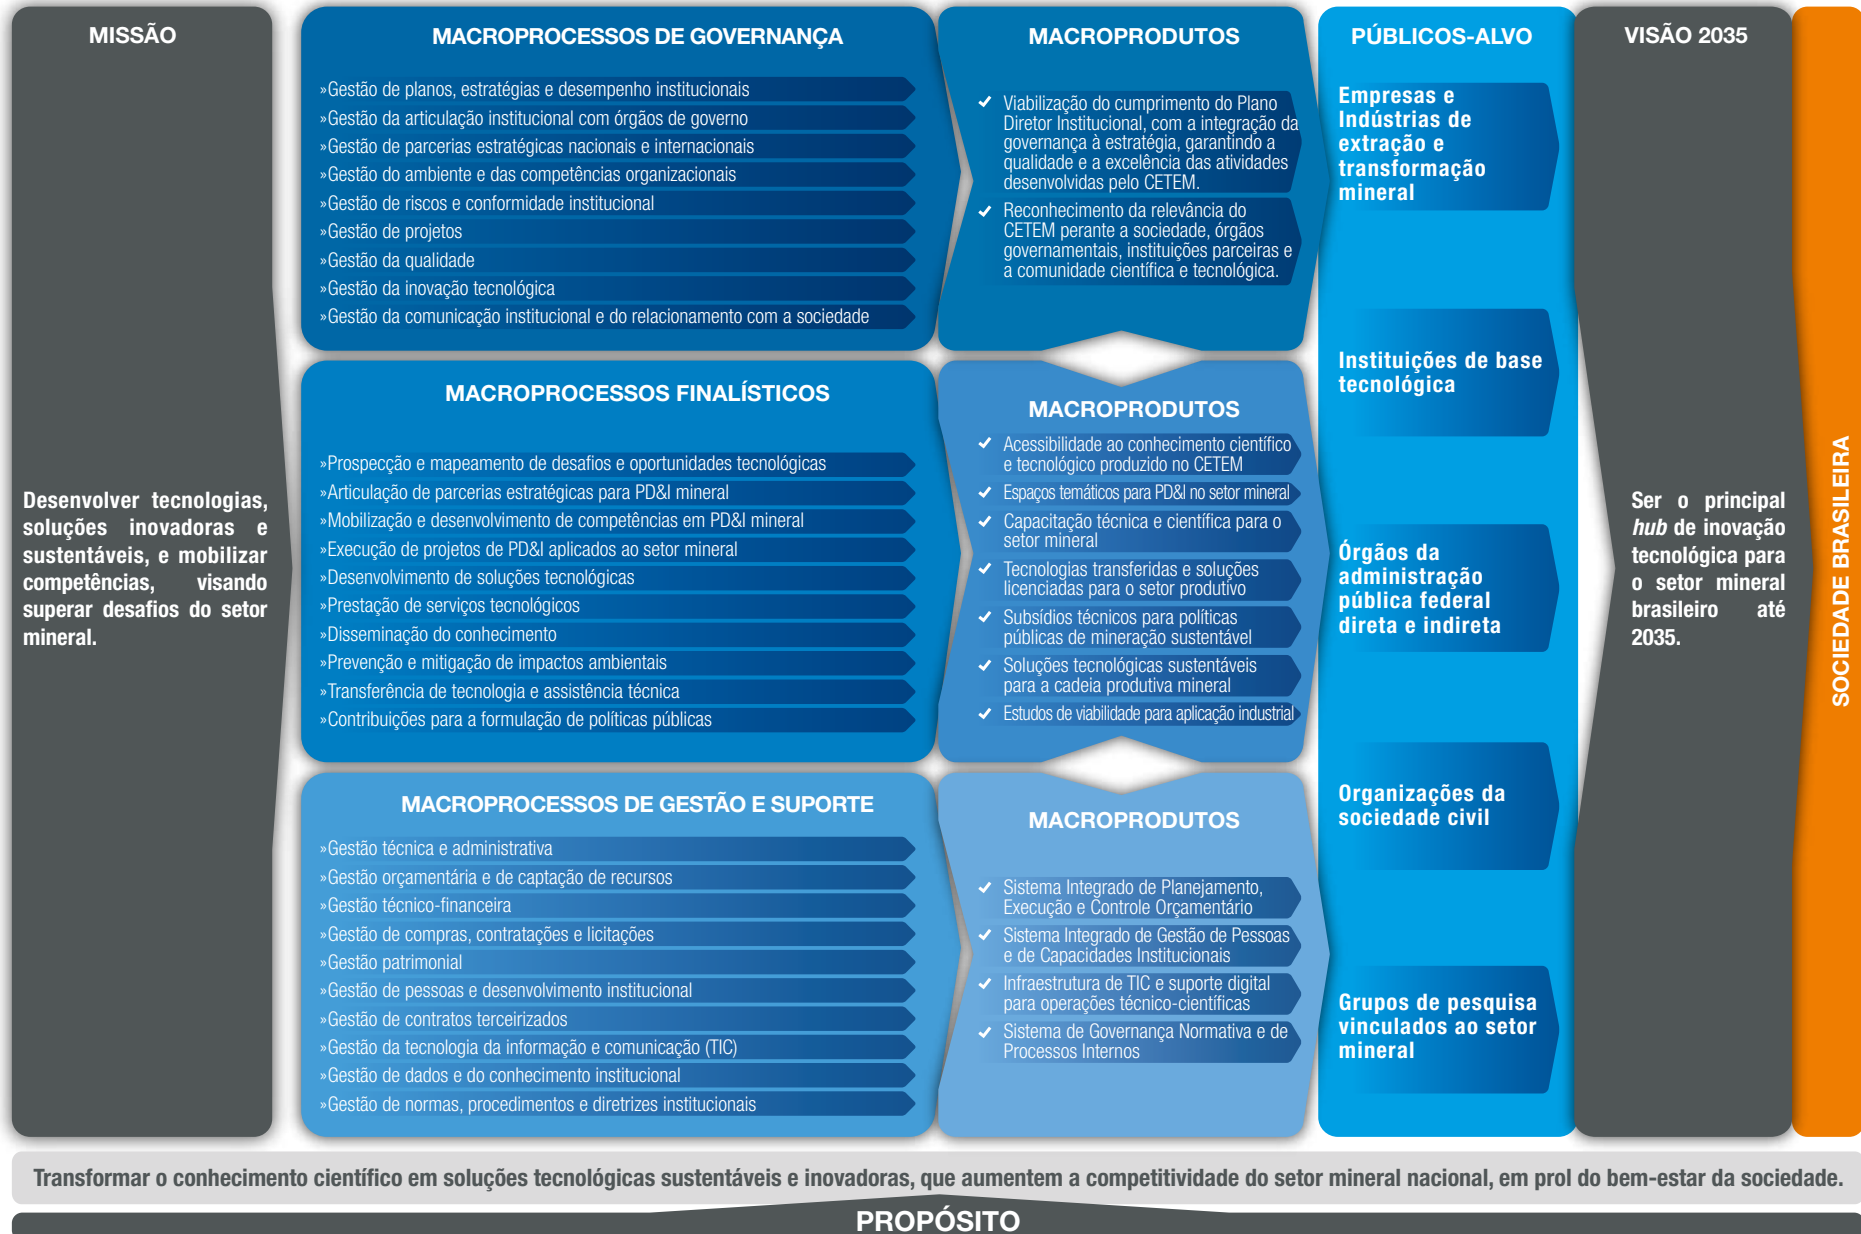 MISSÃO
Desenvolver tecnologias,
soluções inovadoras e
sustentáveis, e mobilizar
competências, visando
superar desafios do setor
mineral.
MACROPROCESSOS DE GOVERNANÇA
»Gestão de planos, estratégias e desempenho institucionais
»Gestão da articulação institucional com órgãos de governo
»Gestão de parcerias estratégicas nacionais e internacionais
»Gestão do ambiente e das competências organizacionais
»Gestão de riscos e conformidade institucional
»Gestão de projetos
»Gestão da qualidade
»Gestão da inovação tecnológica
»Gestão da comunicação institucional e do relacionamento com a sociedade
MACROPRODUTOS
✓ Viabilização do cumprimento do Plano
Diretor Institucional, com a integração da
governança à estratégia, garantindo a
qualidade e a excelência das atividades
desenvolvidas pelo CETEM.
✓ Reconhecimento da relevância do
CETEM perante a sociedade, órgãos
governamentais, instituições parceiras e
a comunidade científica e tecnológica.
MACROPROCESSOS FINALÍSTICOS
»Prospecção e mapeamento de desafios e oportunidades tecnológicas
»Articulação de parcerias estratégicas para PD&I mineral
»Mobilização e desenvolvimento de competências em PD&I mineral
»Execução de projetos de PD&I aplicados ao setor mineral
»Desenvolvimento de soluções tecnológicas
»Prestação de serviços tecnológicos
»Disseminação do conhecimento
»Prevenção e mitigação de impactos ambientais
»Transferência de tecnologia e assistência técnica
»Contribuições para a formulação de políticas públicas
MACROPRODUTOS
✓ Acessibilidade ao conhecimento científico
e tecnológico produzido no CETEM
✓ Espaços temáticos para PD&I no setor mineral
✓ Capacitação técnica e científica para o
setor mineral
✓ Tecnologias transferidas e soluções
licenciadas para o setor produtivo
✓ Subsídios técnicos para políticas
públicas de mineração sustentável
✓ Soluções tecnológicas sustentáveis
para a cadeia produtiva mineral
✓ Estudos de viabilidade para aplicação industrial
MACROPROCESSOS DE GESTÃO E SUPORTE
»Gestão técnica e administrativa
»Gestão orçamentária e de captação de recursos
»Gestão técnico-financeira
»Gestão de compras, contratações e licitações
»Gestão patrimonial
»Gestão de pessoas e desenvolvimento institucional
»Gestão de contratos terceirizados
»Gestão da tecnologia da informação e comunicação (TIC)
»Gestão de dados e do conhecimento institucional
»Gestão de normas, procedimentos e diretrizes institucionais
MACROPRODUTOS
✓ Sistema Integrado de Planejamento,
Execução e Controle Orçamentário
✓ Sistema Integrado de Gestão de Pessoas
e de Capacidades Institucionais
✓ Infraestrutura de TIC e suporte digital
para operações técnico-científicas
✓ Sistema de Governança Normativa e de
Processos Internos
PÚBLICOS-ALVO
Empresas e
Indústrias de
extração e
transformação
mineral
Instituições de base
tecnológica
Órgãos da
administração
pública federal
direta e indireta
Organizações da
sociedade civil
Grupos de pesquisa
vinculados ao setor
mineral
VISÃO 2035
Ser o principal
hub de inovação
tecnológica para
o setor mineral
brasileiro até
2035.
SOCIEDADE BRASILEIRA
Transformar o conhecimento científico em soluções tecnológicas sustentáveis e inovadoras, que aumentem a competitividade do setor mineral nacional, em prol do bem-estar da sociedade.
PROPÓSITO